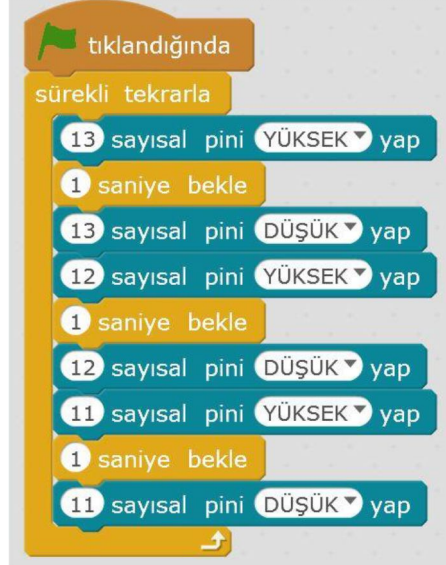 tıklandığında
sürekli tekrarla
13 sayısal pini YÜKSEK yap
1 saniye bekle
13 sayısal pini DÜŞÜK yap
12 sayısal pini YÜKSEK yap
1 saniye bekle
12 sayısal pini DÜŞÜK yap
11 sayısal pini YÜKSEK yap
1 saniye bekle
11 sayısal pini DÜŞÜK yap